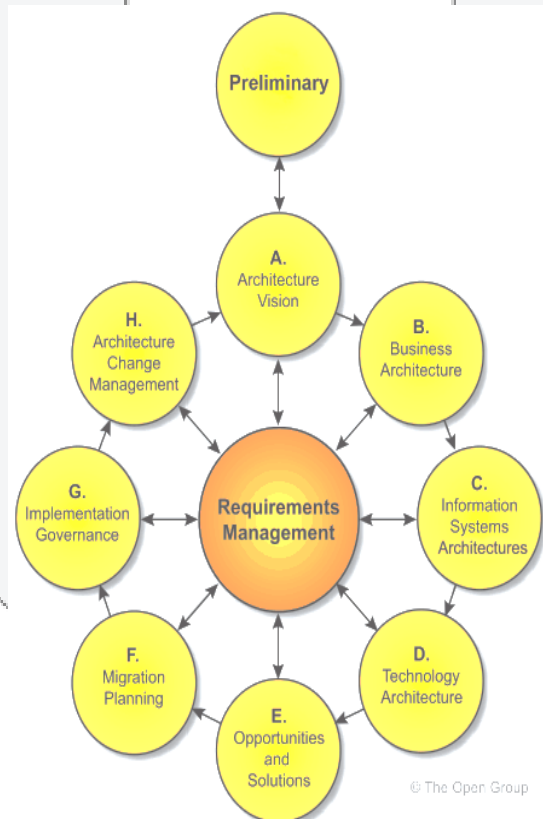 Preliminary
A.
Architecture
Vision
B.
Business
Architecture
C.
Information
Systems
Architectures
D.
Technology
Architecture
E.
Opportunities
and
Solutions
F.
Migration
Planning
G.
Implementation
Governance
H.
Architecture
Change
Management
Requirements
Management
© The Open Group